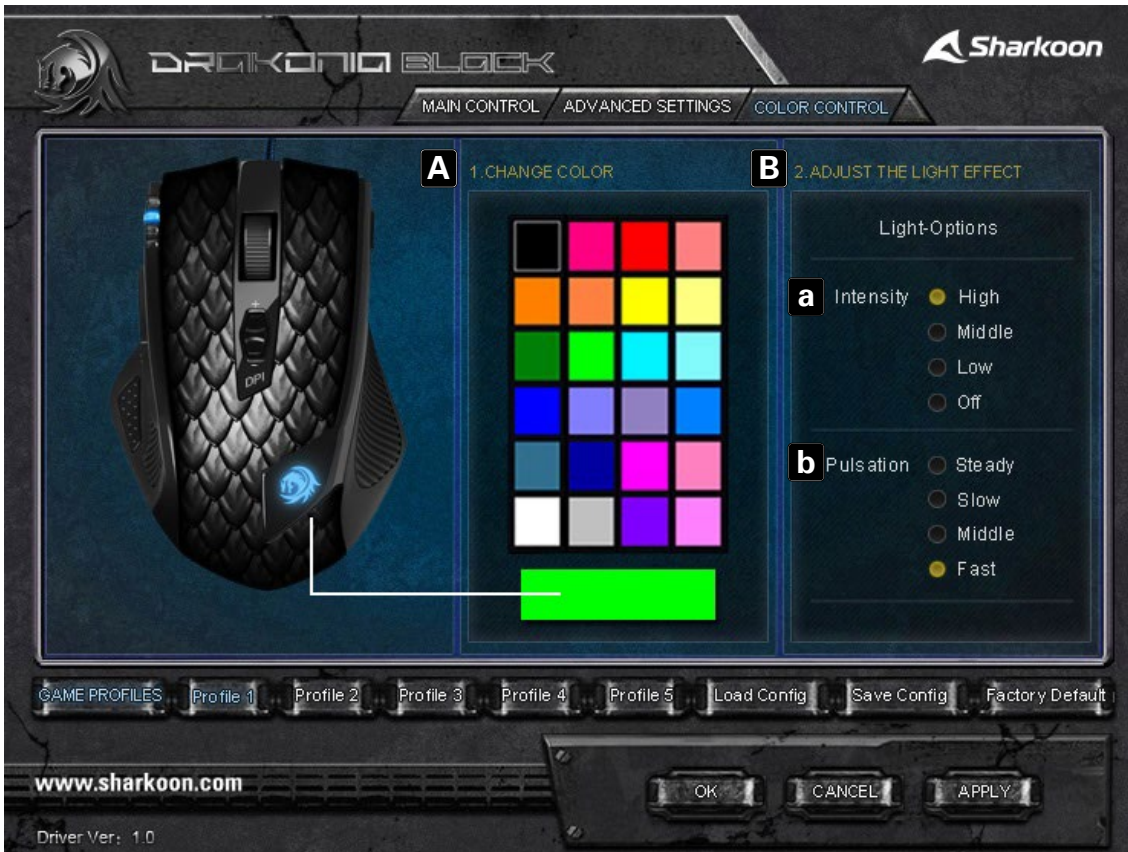 DRAKONIA BLACK
Sharkoon
MAIN CONTROL ADVANCED SETTINGS COLOR CONTROL
A 1.CHANGE COLOR
B 2.ADJUST THE LIGHT EFFECT
Light-Options
a Intensity High
Middle
Low
Off
b Pulsation Steady
Slow
Middle
Fast
+
DPI
GAME PROFILES Profile 1 Profile 2 Profile 3 Profile 4 Profile 5 Load Config Save Config Factory Default
www.sharkoon.com
OK CANCEL APPLY
Driver Ver: 1.0